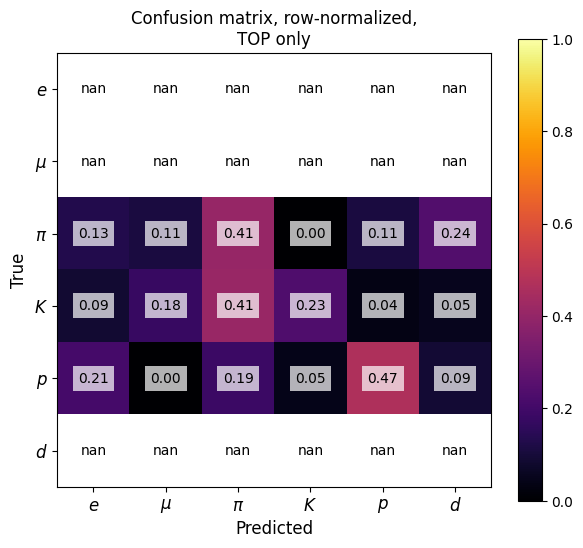 Confusion matrix, row-normalized,
TOP only
e nan nan nan nan nan nan
μ nan nan nan nan nan nan
π 0.13 0.11 0.41 0.00 0.11 0.24
K 0.09 0.18 0.41 0.23 0.04 0.05
p 0.21 0.00 0.19 0.05 0.47 0.09
d nan nan nan nan nan nan
e μ π K p d
Predicted
True
1.0
0.8
0.6
0.4
0.2
0.0